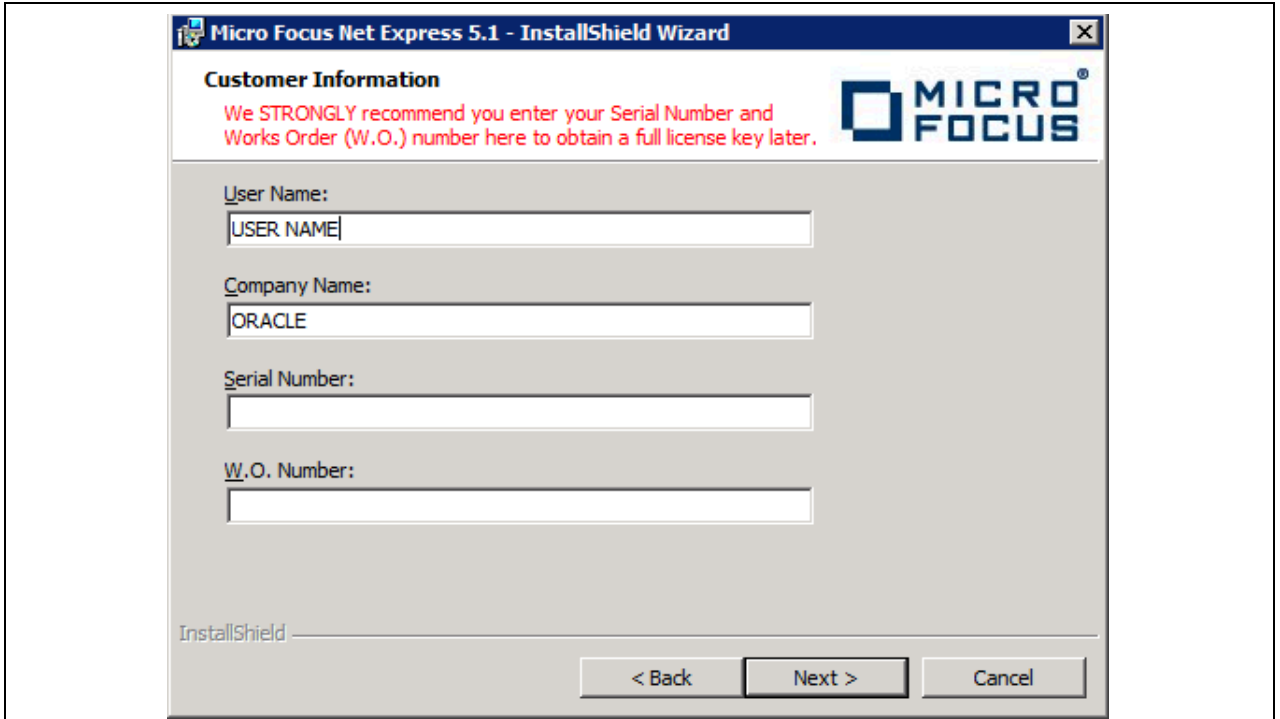 Micro Focus Net Express 5.1 - InstallShield Wizard
Customer Information
We STRONGLY recommend you enter your Serial Number and
Works Order (W.O.) number here to obtain a full license key later.
MICRO
FOCUS®
User Name:
USER NAME
Company Name:
ORACLE
Serial Number:
W.O. Number:
InstallShield
< Back Next > Cancel